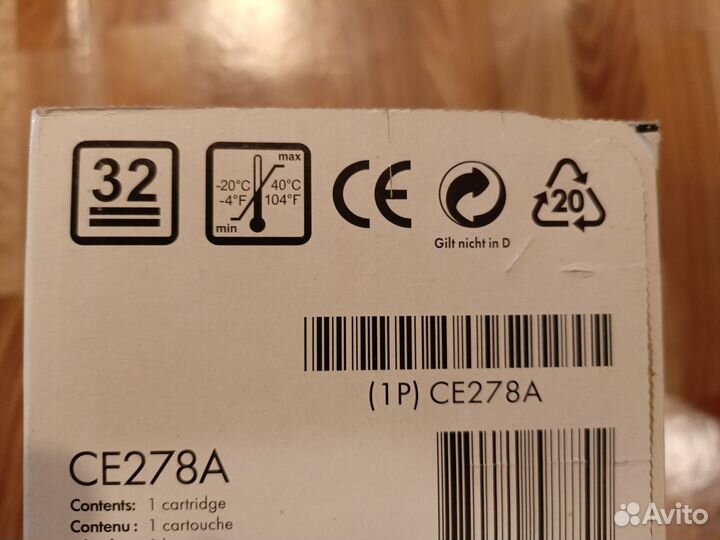 32
max
-20°C 40°C
-4°F 104°F
min
CE
Gilt nicht in D
20
(1P) CE278A
CE278A
Contents: 1 cartridge
Contenu : 1 cartouche
Avito